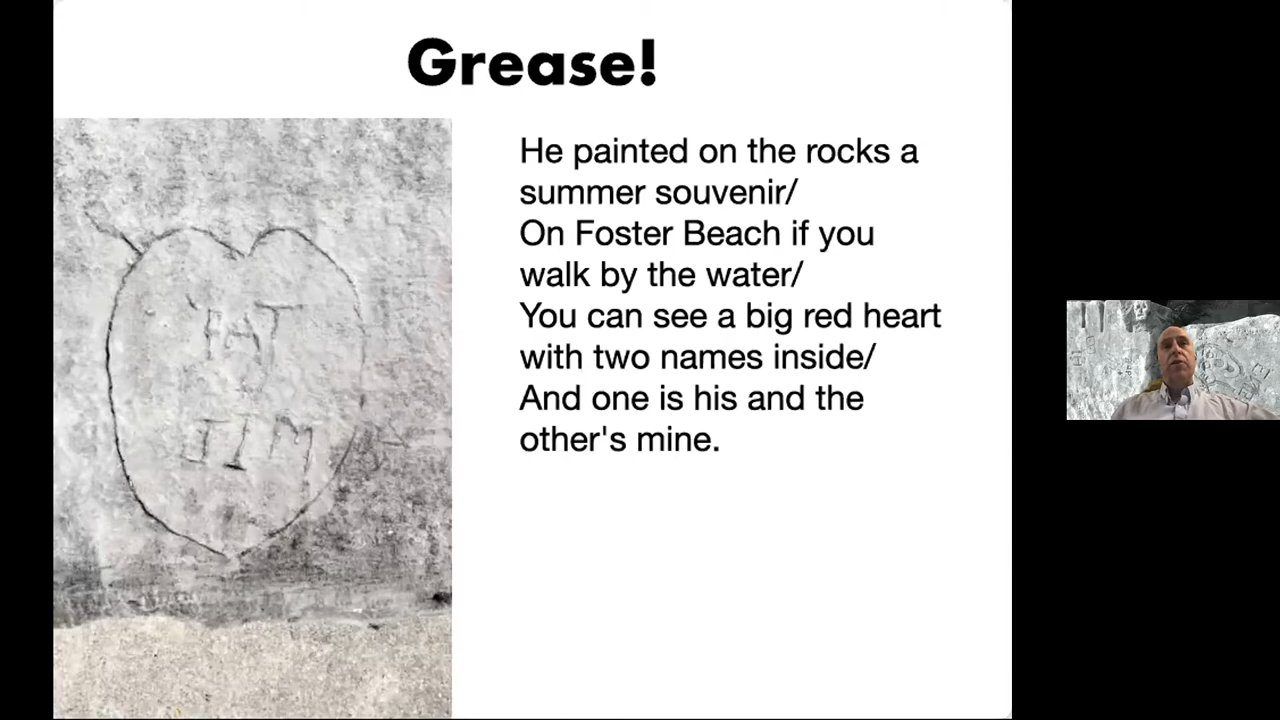 Grease!
He painted on the rocks a
summer souvenir/
On Foster Beach if you
walk by the water/
You can see a big red heart
with two names inside/
And one is his and the
other's mine.
PAT
JIM